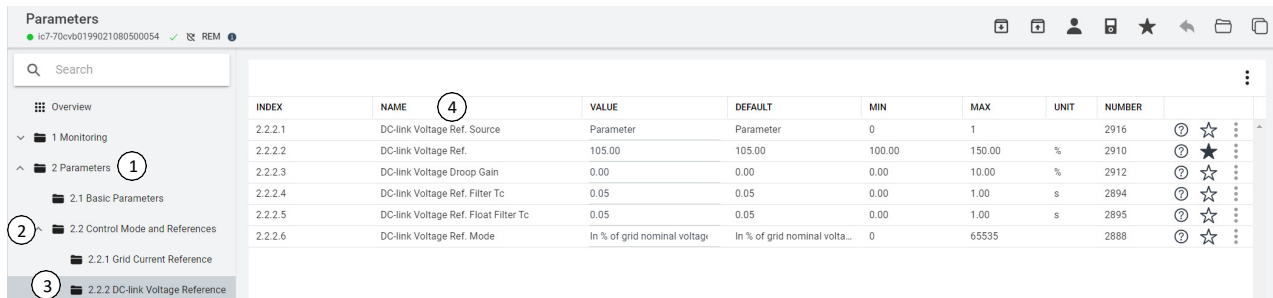 Parameters
ic7-70cvb0199021080500054 REM
Search
Overview
1 Monitoring
2 Parameters 1
2.1 Basic Parameters
2 2.2 Control Mode and References
2.2.1 Grid Current Reference
3 2.2.2 DC-link Voltage Reference
INDEX NAME 4 VALUE DEFAULT MIN MAX UNIT NUMBER
2.2.2.1 DC-link Voltage Ref. Source Parameter Parameter 0 1 2916
2.2.2.2 DC-link Voltage Ref. 105.00 105.00 100.00 150.00 % 2910
2.2.2.3 DC-link Voltage Droop Gain 0.00 0.00 0.00 10.00 % 2912
2.2.2.4 DC-link Voltage Ref. Filter Tc 0.05 0.05 0.00 1.00 s 2894
2.2.2.5 DC-link Voltage Ref. Float Filter Tc 0.05 0.05 0.00 1.00 s 2895
2.2.2.6 DC-link Voltage Ref. Mode In % of grid nominal voltage In % of grid nominal volta... 0 65535 2888